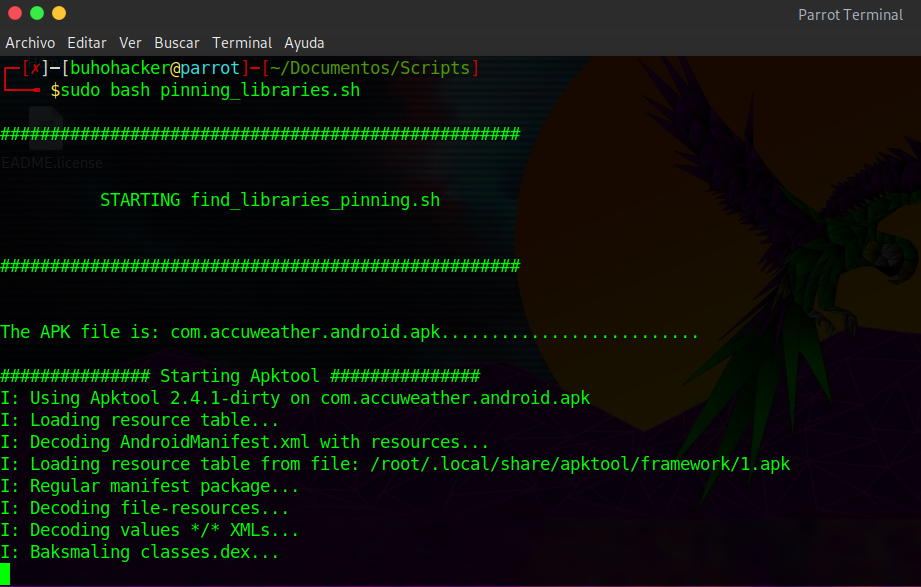 Parrot Terminal
Archivo Editar Ver Buscar Terminal Ayuda
┌─[✗]─[buhohacker@parrot]─[~/Documentos/Scripts]
└──╼ $sudo bash pinning_libraries.sh
####################################################
EADME.license
STARTING find_libraries_pinning.sh
####################################################
The APK file is: com.accuweather.android.apk..........................
############### Starting Apktool ###############
I: Using Apktool 2.4.1-dirty on com.accuweather.android.apk
I: Loading resource table...
I: Decoding AndroidManifest.xml with resources...
I: Loading resource table from file: /root/.local/share/apktool/framework/1.apk
I: Regular manifest package...
I: Decoding file-resources...
I: Decoding values */* XMLs...
I: Baksmaling classes.dex...